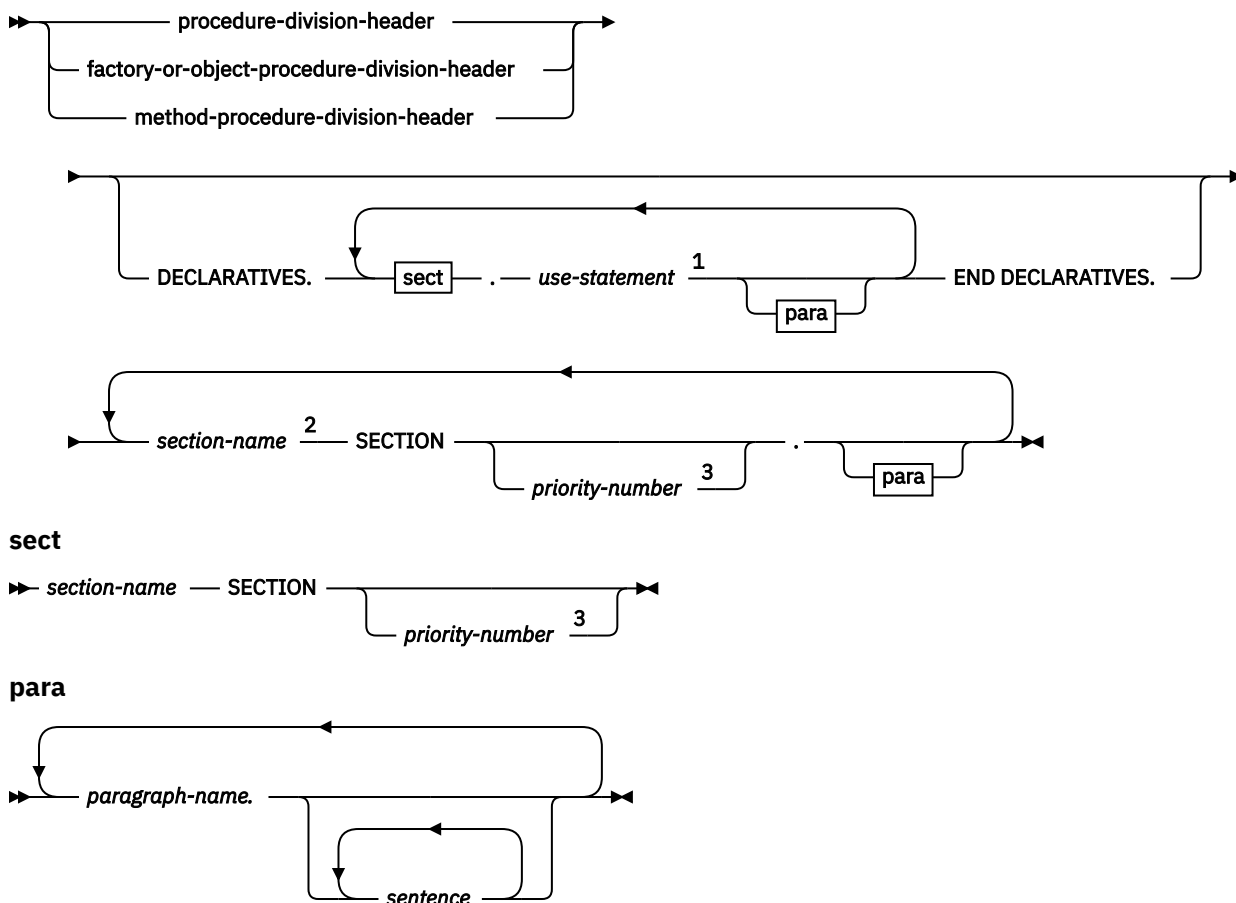 procedure-division-header
factory-or-object-procedure-division-header
method-procedure-division-header
DECLARATIVES. sect . use-statement 1 para END DECLARATIVES.
section-name 2 SECTION priority-number 3 . para
sect
section-name SECTION priority-number 3
para
paragraph-name.
sentence